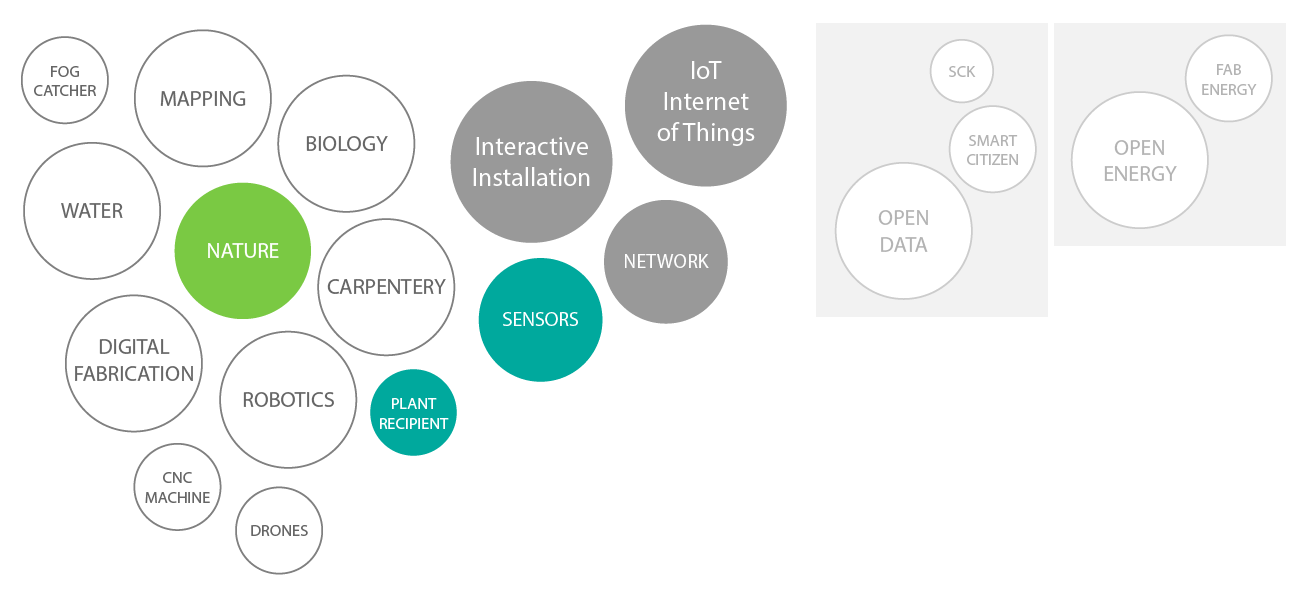 FOG
CATCHER
MAPPING
BIOLOGY
WATER
NATURE
CARPENTERY
DIGITAL
FABRICATION
ROBOTICS
PLANT
RECIPIENT
CNC
MACHINE
DRONES
Interactive
Installation
IoT
Internet
of Things
NETWORK
SENSORS
SCK
SMART
CITIZEN
OPEN
DATA
FAB
ENERGY
OPEN
ENERGY